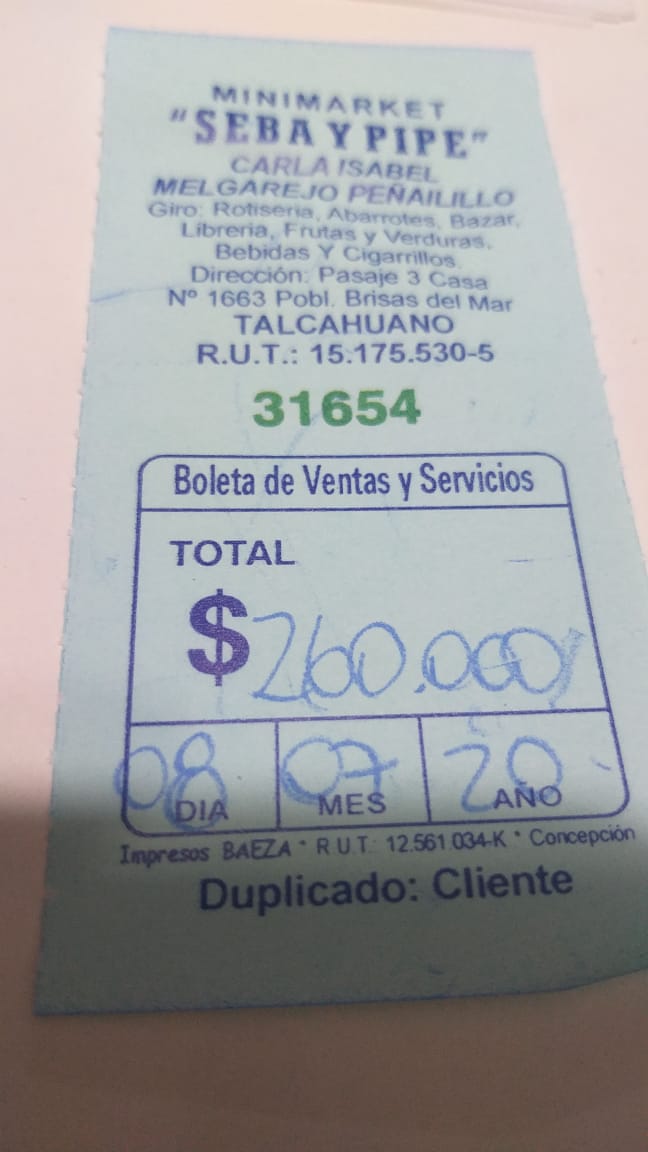 MINIMARKET
"SEBA Y PIPE"
CARLA ISABEL
MELGAREJO PEÑAILILLO
Giro: Rotiseria, Abarrotes, Bazar,
Libreria, Frutas y Verduras,
Bebidas Y Cigarrillos.
Dirección: Pasaje 3 Casa
Nº 1663 Pobl. Brisas del Mar
TALCAHUANO
R.U.T.: 15.175.530-5
31654
Boleta de Ventas y Servicios
TOTAL
$ 260.000/
08 07 20
DIA MES AÑO
Impresos BAEZA * R.U.T.: 12.561.034-K * Concepción
Duplicado: Cliente